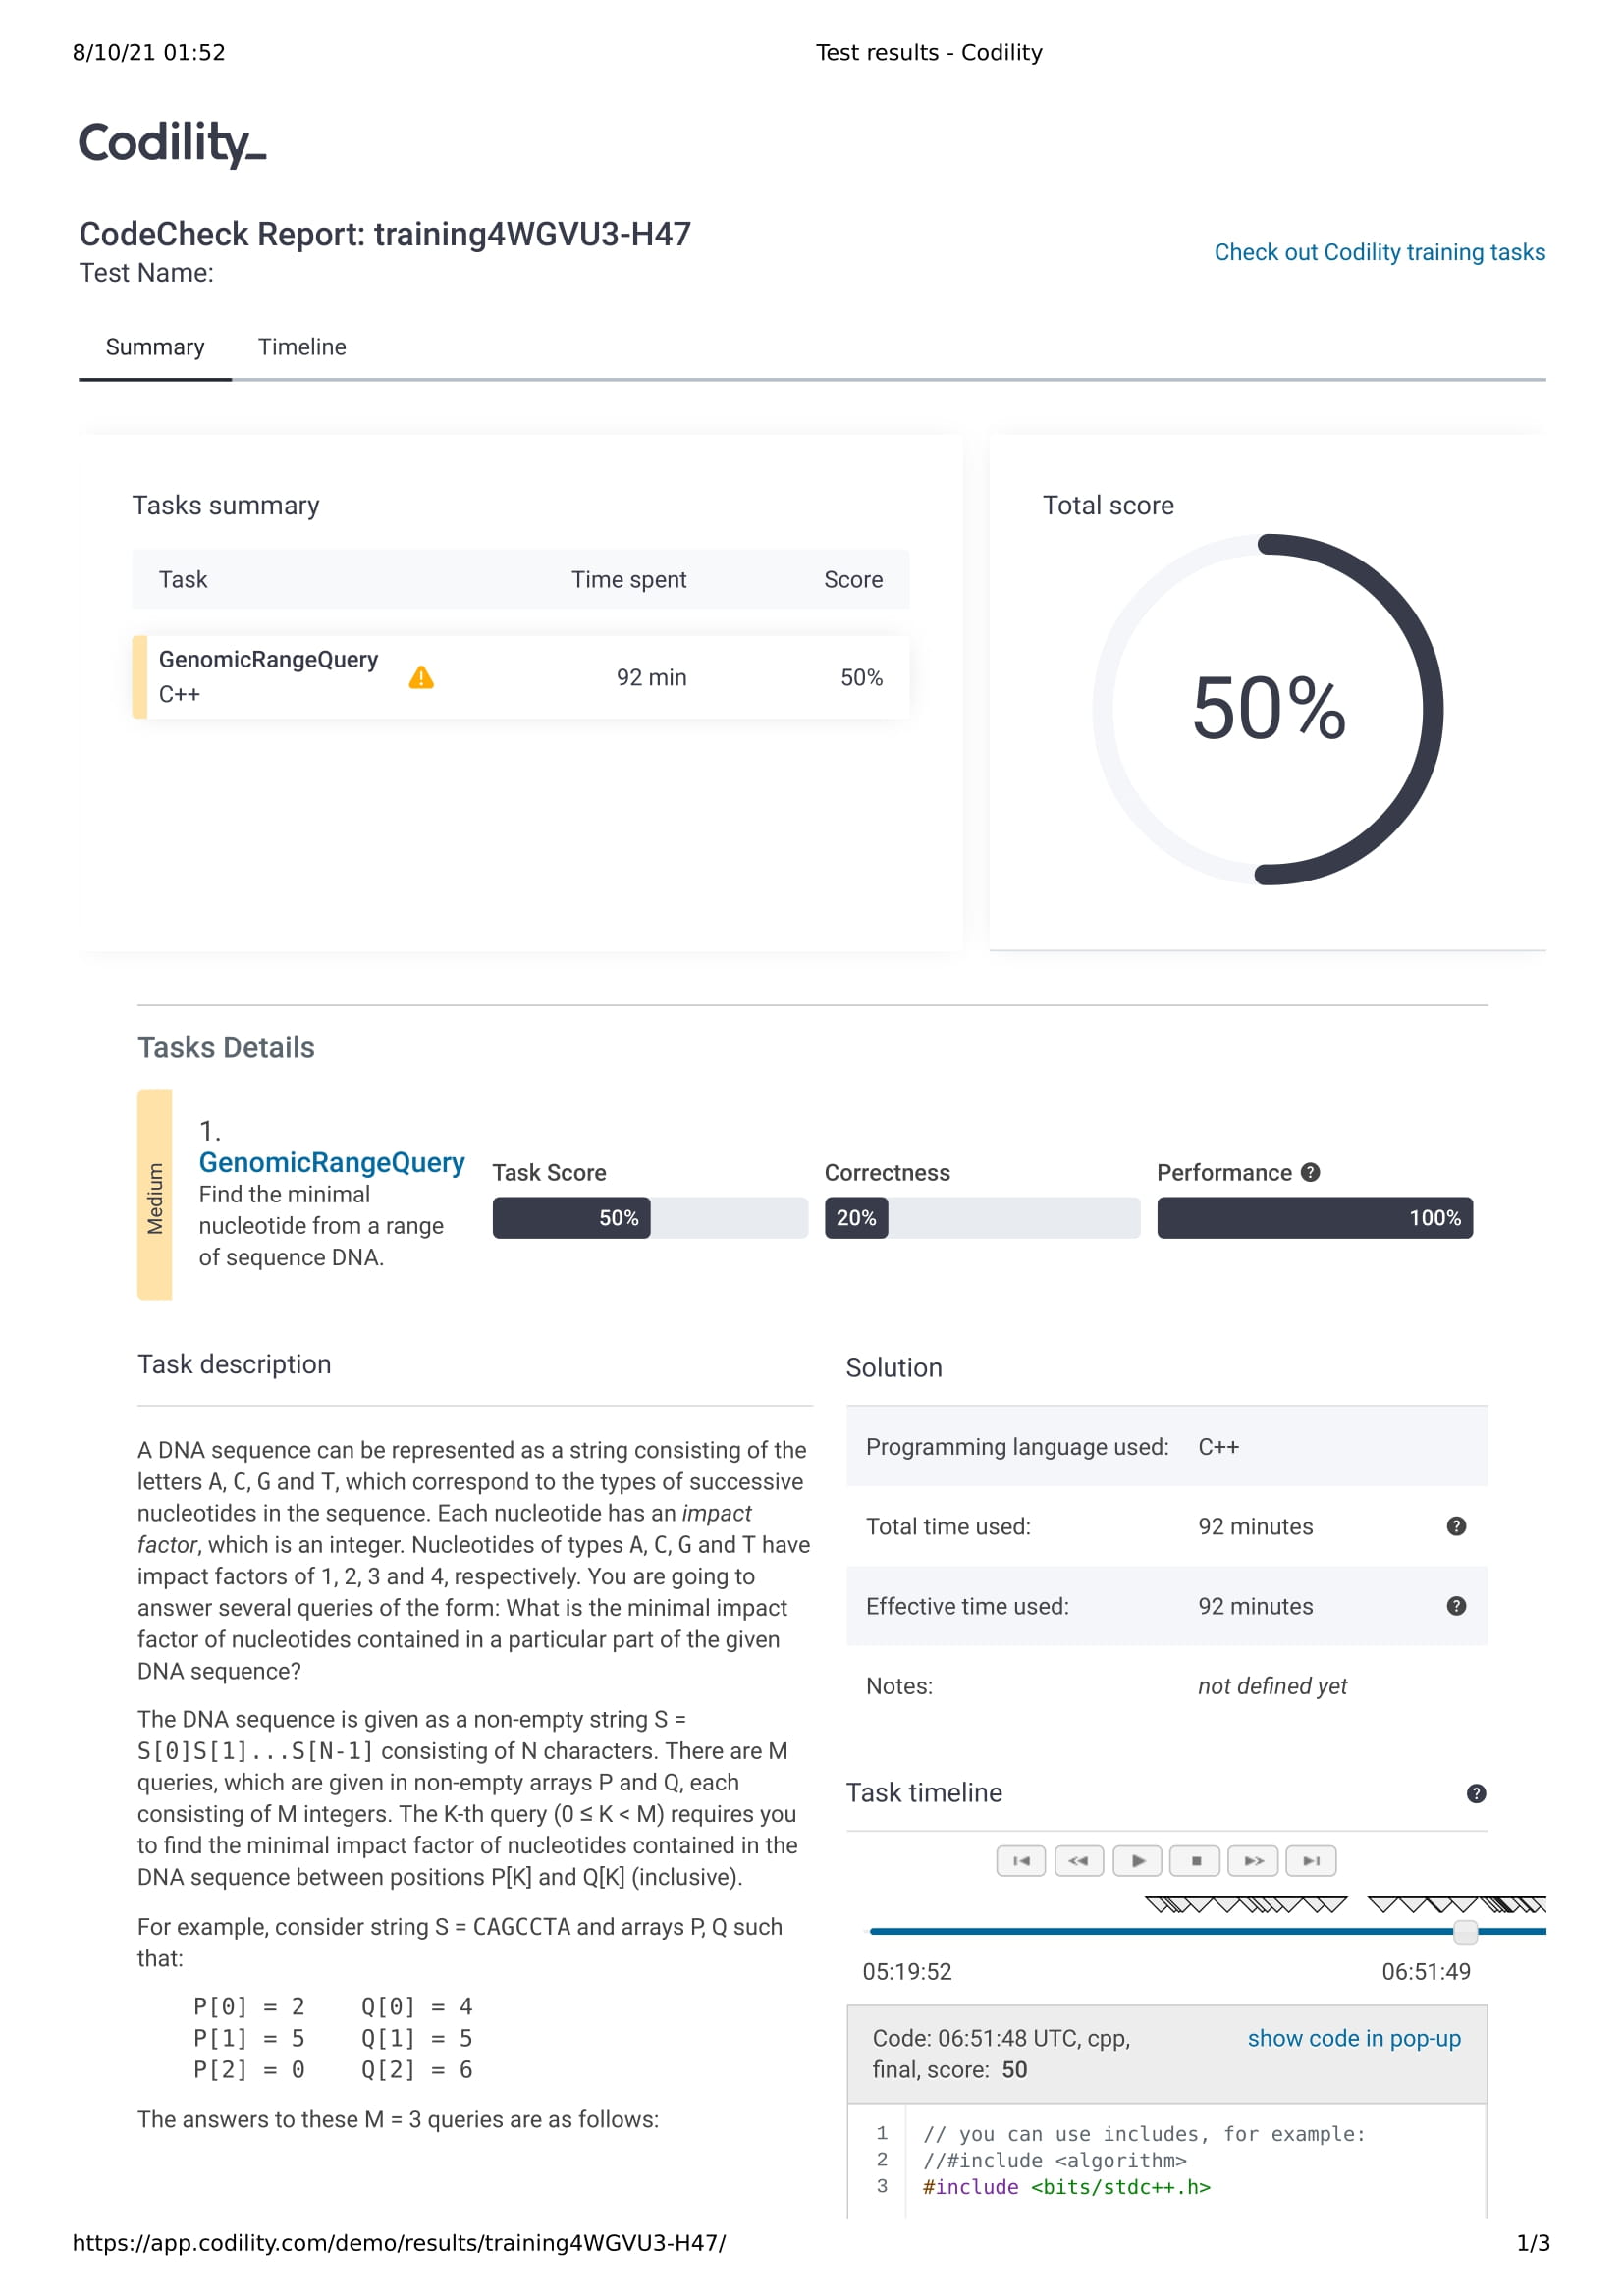 8/10/21 01:52
Test results - Codility
Codility_
CodeCheck Report: training4WGVU3-H47
Test Name:
Check out Codility training tasks
Summary
Timeline
Tasks summary
Task Time spent Score
GenomicRangeQuery
C++
92 min
50%
Total score
50%
Tasks Details
Medium
1.
GenomicRangeQuery
Find the minimal
nucleotide from a range
of sequence DNA.
Task Score
50%
Correctness
20%
Performance ?
100%
Task description
A DNA sequence can be represented as a string consisting of the
letters A, C, G and T, which correspond to the types of successive
nucleotides in the sequence. Each nucleotide has an impact
factor, which is an integer. Nucleotides of types A, C, G and T have
impact factors of 1, 2, 3 and 4, respectively. You are going to
answer several queries of the form: What is the minimal impact
factor of nucleotides contained in a particular part of the given
DNA sequence?
The DNA sequence is given as a non-empty string S =
S[0]S[1]...S[N-1] consisting of N characters. There are M
queries, which are given in non-empty arrays P and Q, each
consisting of M integers. The K-th query (0 ≤ K < M) requires you
to find the minimal impact factor of nucleotides contained in the
DNA sequence between positions P[K] and Q[K] (inclusive).
For example, consider string S = CAGCCTA and arrays P, Q such
that:
P[0] = 2 Q[0] = 4
P[1] = 5 Q[1] = 5
P[2] = 0 Q[2] = 6
The answers to these M = 3 queries are as follows:
Solution
Programming language used: C++
Total time used: 92 minutes ?
Effective time used: 92 minutes ?
Notes: not defined yet
Task timeline ?
05:19:52
06:51:49
Code: 06:51:48 UTC, cpp,
final, score: 50
show code in pop-up
1 // you can use includes, for example:
2 //#include <algorithm>
3 #include <bits/stdc++.h>
https://app.codility.com/demo/results/training4WGVU3-H47/
1/3